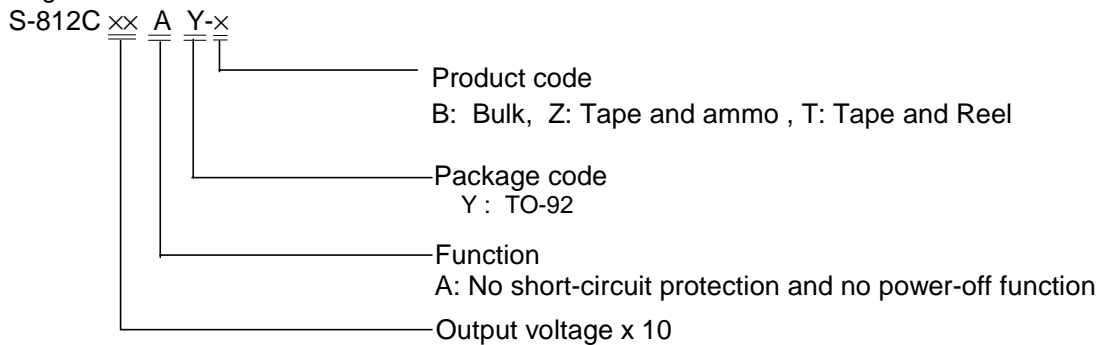 S-812C ×× A Y-×
Product code
B: Bulk, Z: Tape and ammo , T: Tape and Reel
Package code
Y : TO-92
Function
A: No short-circuit protection and no power-off function
Output voltage x 10